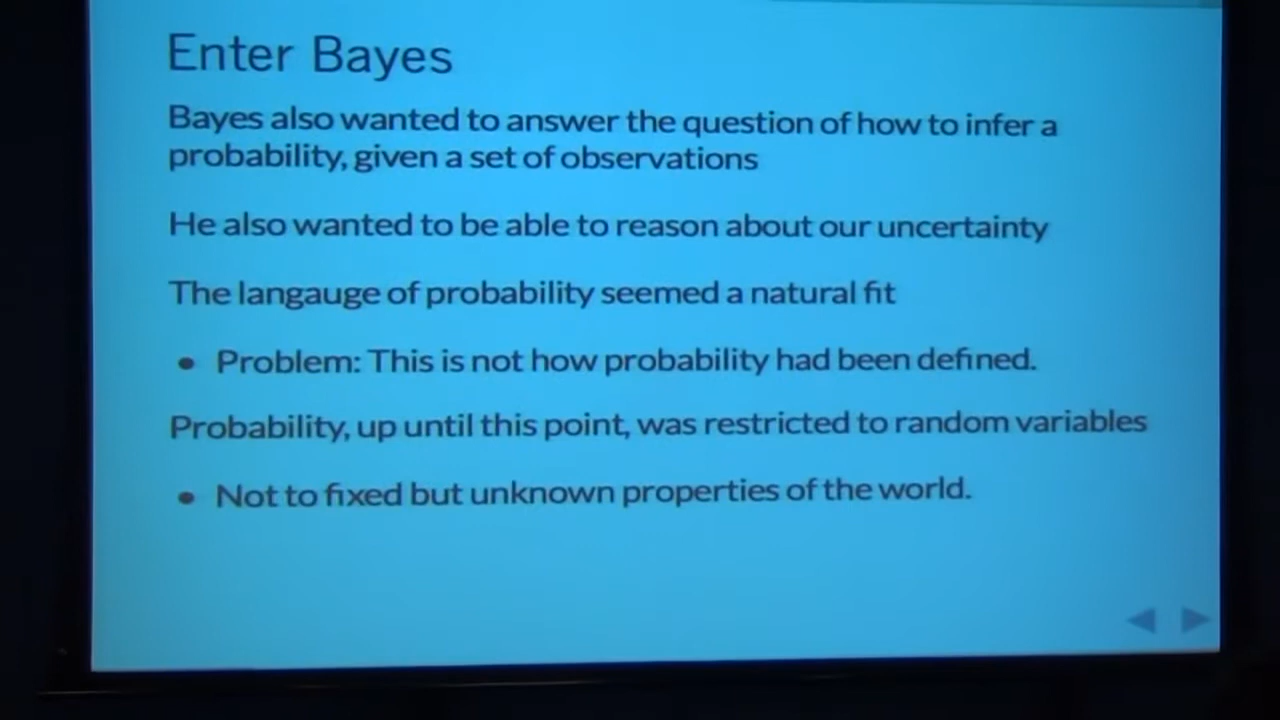 Enter Bayes
Bayes also wanted to answer the question of how to infer a
probability, given a set of observations
He also wanted to be able to reason about our uncertainty
The langauge of probability seemed a natural fit
• Problem: This is not how probability had been defined.
Probability, up until this point, was restricted to random variables
• Not to fixed but unknown properties of the world.